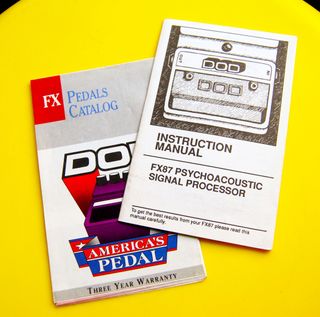 FX PEDALS
CATALOG
DOD
AMERICA'S
PEDAL
THREE YEAR WARRANTY
DOD
INSTRUCTION
MANUAL
FX87 PSYCHOACOUSTIC
SIGNAL PROCESSOR
To get the best results from your FX87 please read this
manual carefully.